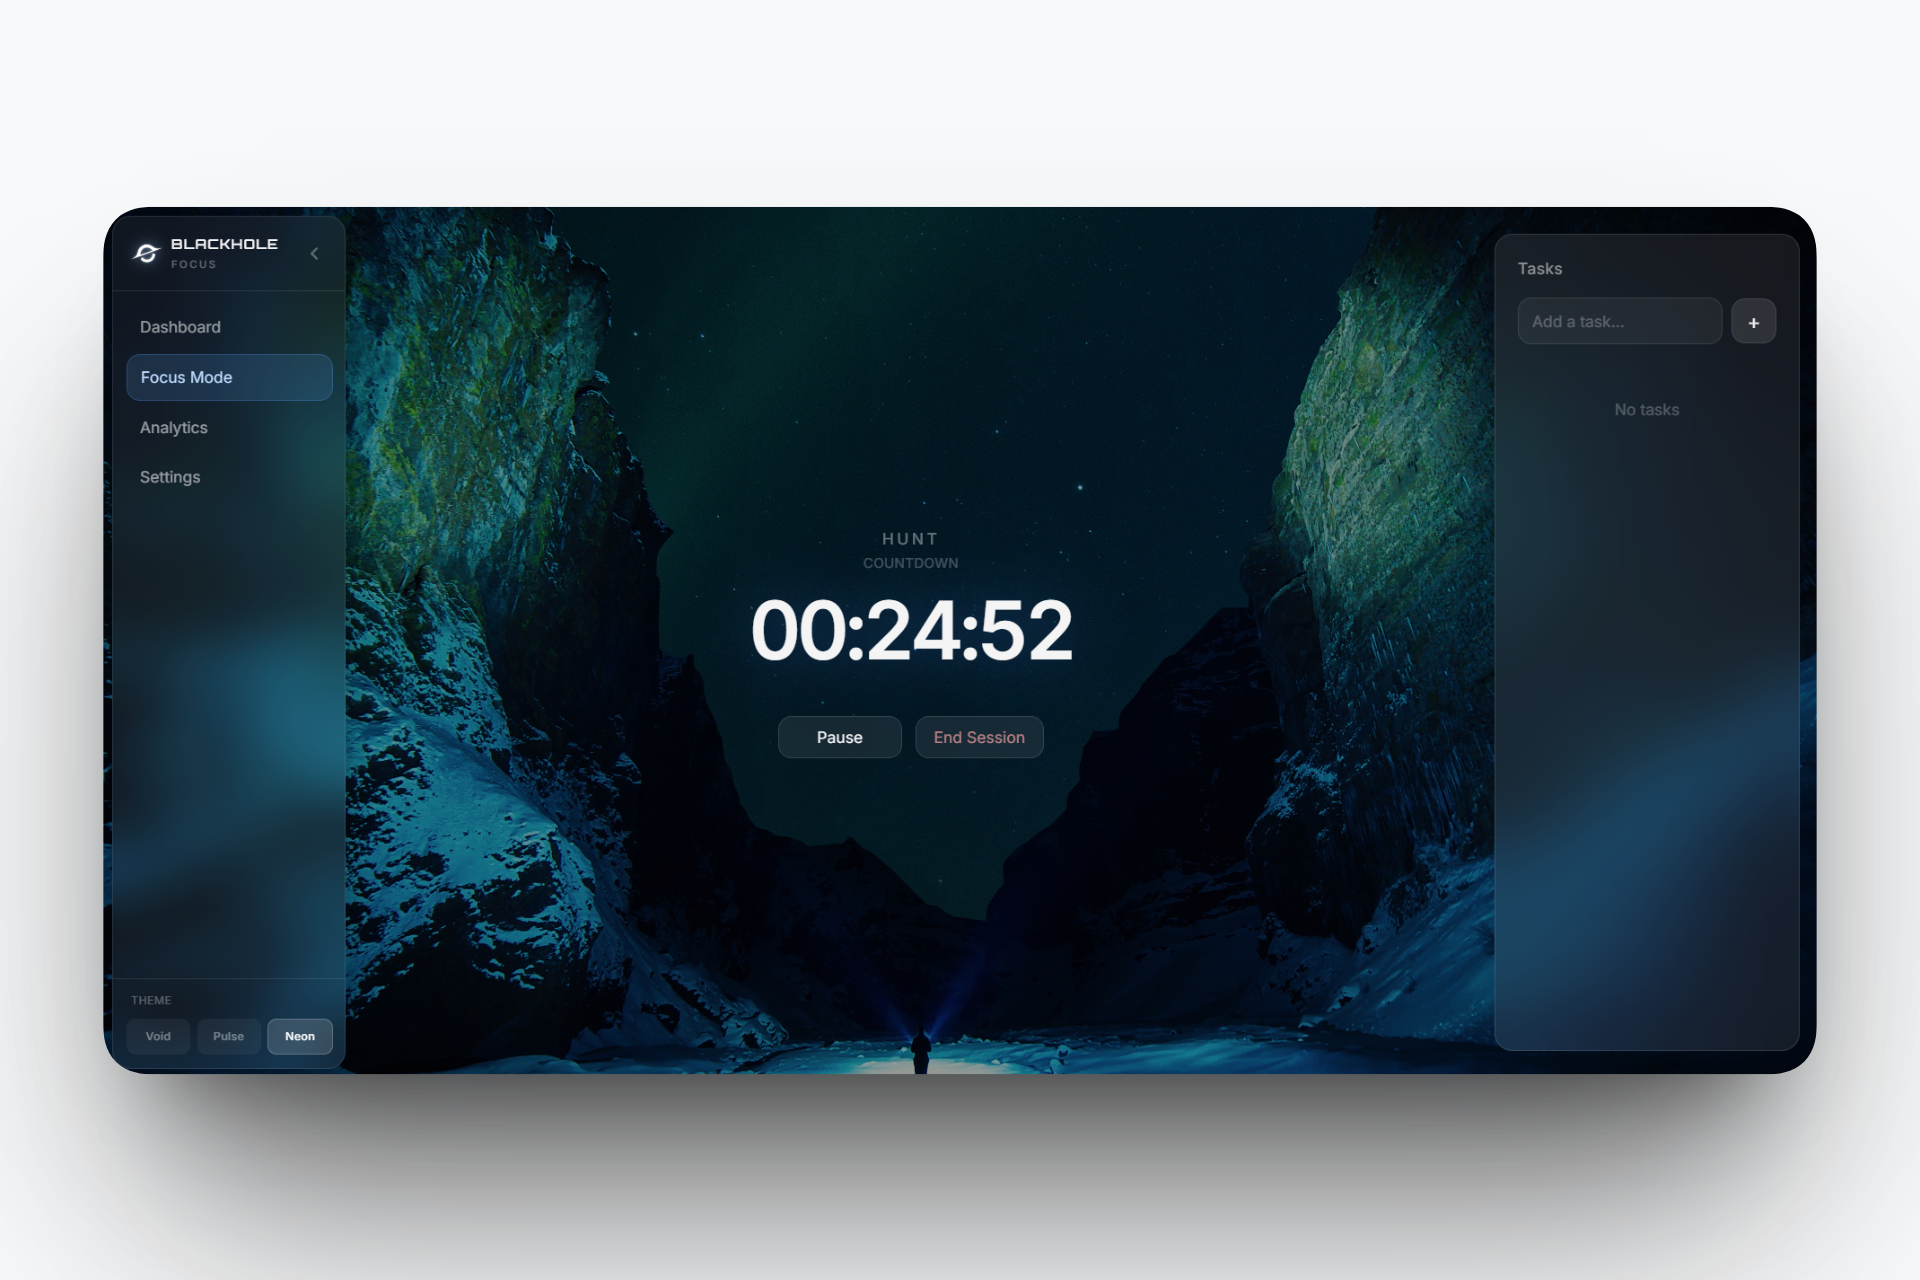 BLACKHOLE
FOCUS
Dashboard
Focus Mode
Analytics
Settings
THEME
Void Pulse Neon
HUNT
COUNTDOWN
00:24:52
Pause End Session
Tasks
Add a task... +
No tasks